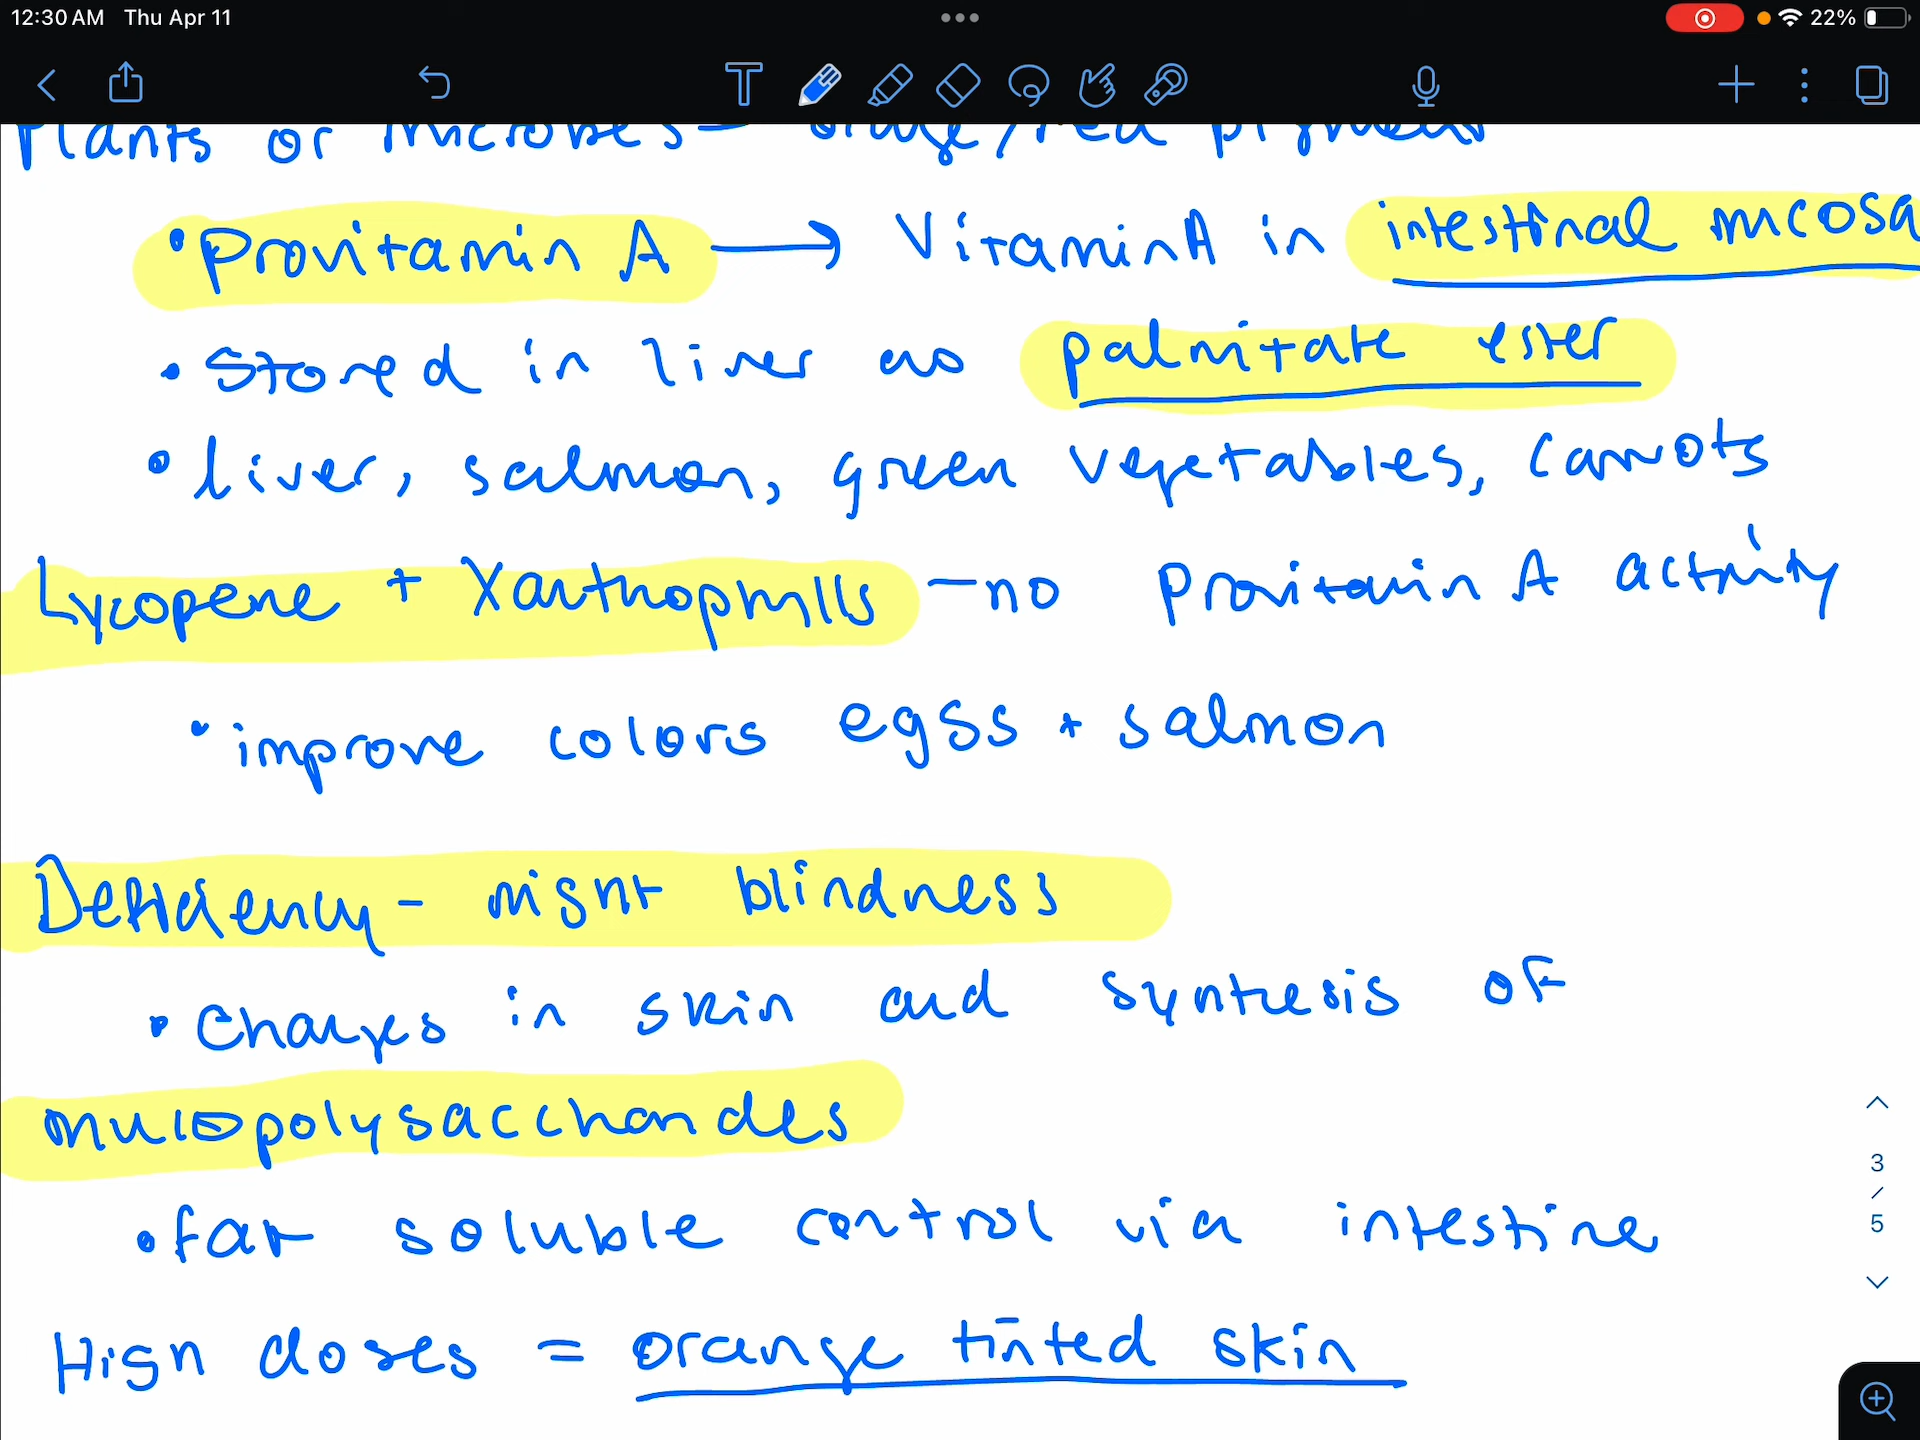 12:30 AM Thu Apr 11
22%
Plants or microbes - orange/red pigment
• Provitamin A → Vitamin A in intestinal mucosa
• Stored in liver as palmitate ester
• liver, salmon, green vegetables, carrots
Lycopene + Xanthophylls - no Provitamin A activity
• improve colors eggs + salmon
Deficiency - night blindness
• Changes in skin and synthesis of
mucopolysaccharides
• fat soluble control via intestine
High doses = orange tinted skin
3
/
5